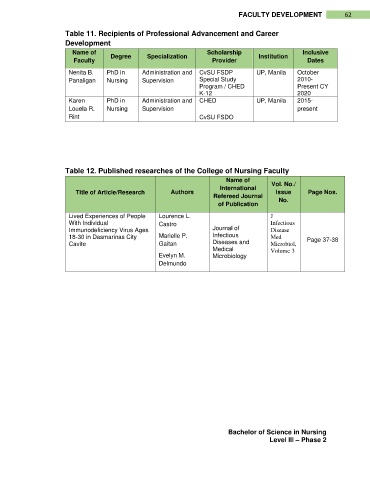 FACULTY DEVELOPMENT 62
Table 11. Recipients of Professional Advancement and Career
Development
Name of Faculty | Degree | Specialization | Scholarship Provider | Institution | Inclusive Dates
Nenita B. Panaligan | PhD in Nursing | Administration and Supervision | CvSU FSDP Special Study Program / CHED K-12 | UP, Manila | October 2010- Present CY 2020
Karen Louela R. Rint | PhD in Nursing | Administration and Supervision | CHED CvSU FSDO | UP, Manila | 2015- present
Table 12. Published researches of the College of Nursing Faculty
Title of Article/Research | Authors | Name of International Refereed Journal of Publication | Vol. No./ Issue No. | Page Nos.
Lived Experiences of People With Individual Immunodeficiency Virus Ages 18-30 in Dasmarinas City Cavite | Lourence L. Castro Marielle P. Gaitan Evelyn M. Delmundo | Journal of Infectious Diseases and Medical Microbiology | J Infectious Disease Med Microbiol, Volume 3 | Page 37-38
Bachelor of Science in Nursing
Level III – Phase 2